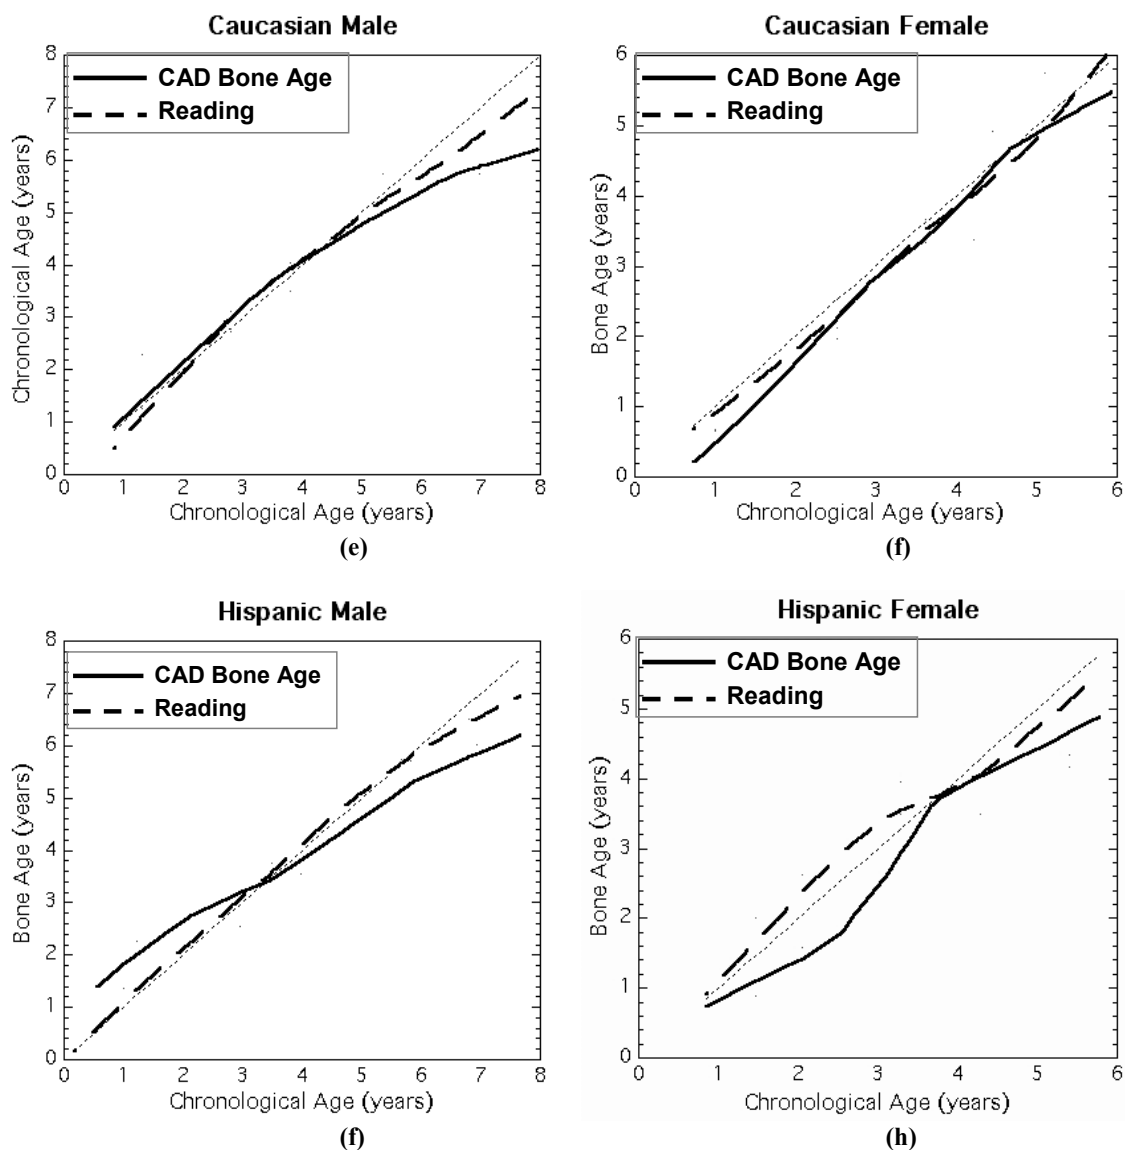 Caucasian Male
8
7
6
5
4
3
2
1
0
CAD Bone Age
Reading
Chronological Age (years)
0 1 2 3 4 5 6 7 8
Chronological Age (years)
(e)
Caucasian Female
6
5
4
3
2
1
0
CAD Bone Age
Reading
Bone Age (years)
0 1 2 3 4 5 6
Chronological Age (years)
(f)
Hispanic Male
8
7
6
5
4
3
2
1
0
CAD Bone Age
Reading
Bone Age (years)
0 1 2 3 4 5 6 7 8
Chronological Age (years)
(f)
Hispanic Female
6
5
4
3
2
1
0
CAD Bone Age
Reading
Bone Age (years)
0 1 2 3 4 5 6
Chronological Age (years)
(h)